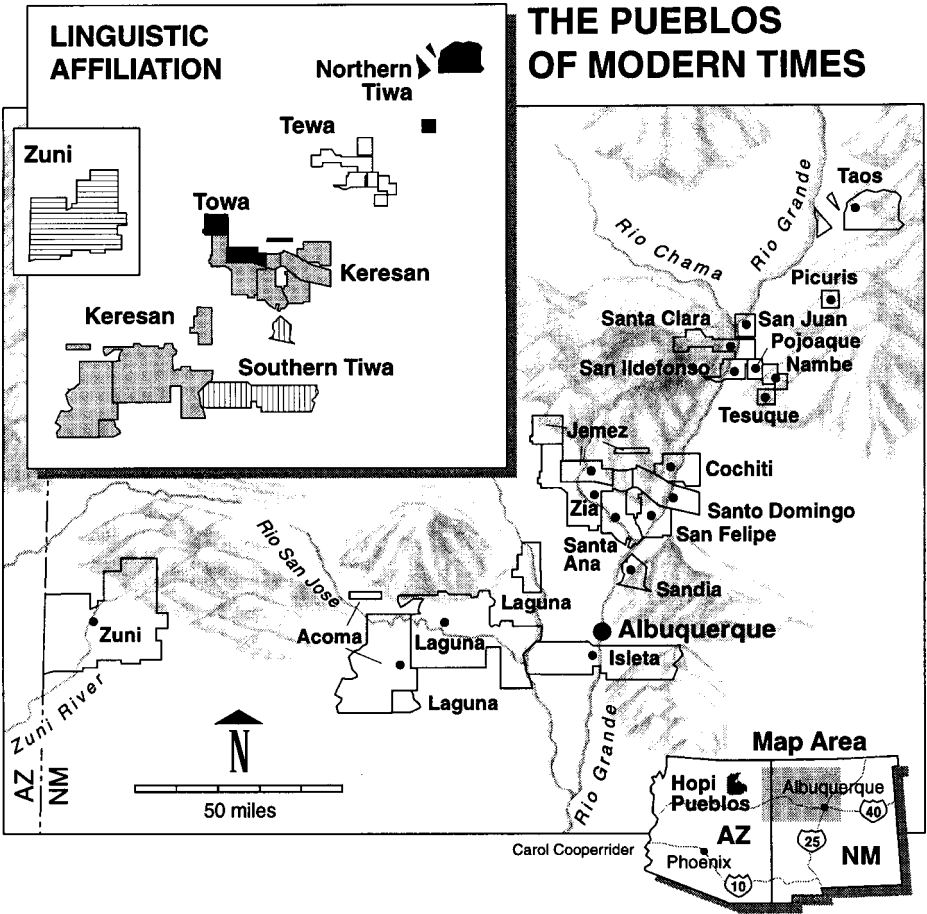 THE PUEBLOS
OF MODERN TIMES
LINGUISTIC
AFFILIATION
Northern
Tiwa
Tewa
Zuni
Towa
Keresan
Keresan
Southern Tiwa
Taos
Rio Grande
Rio Chama
Picuris
Santa Clara
San Juan
Pojoaque
San Ildefonso
Nambe
Tesuque
Jemez
Cochiti
Zia
Santo Domingo
San Felipe
Santa
Ana
Sandia
Rio San José
Laguna
Zuni
Acoma
Laguna
Albuquerque
Isleta
Laguna
Zuni River
Rio Grande
AZ
NM
N
50 miles
Carol Cooperrider
Map Area
Hopi
Pueblos
Albuquerque
40
AZ
25
NM
Phoenix
10